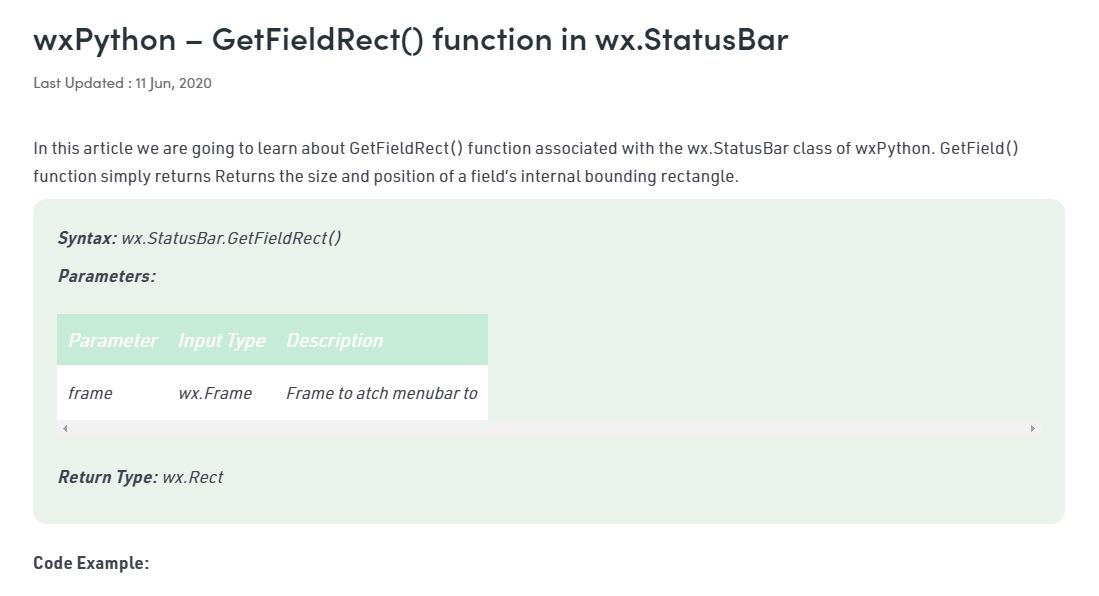 wxPython – GetFieldRect() function in wx.StatusBar
Last Updated : 11 Jun, 2020
In this article we are going to learn about GetFieldRect() function associated with the wx.StatusBar class of wxPython. GetField()
function simply returns Returns the size and position of a field’s internal bounding rectangle.
Syntax: wx.StatusBar.GetFieldRect()
Parameters:
Parameter Input Type Description
frame wx.Frame Frame to atch menubar to
Return Type: wx.Rect
Code Example: